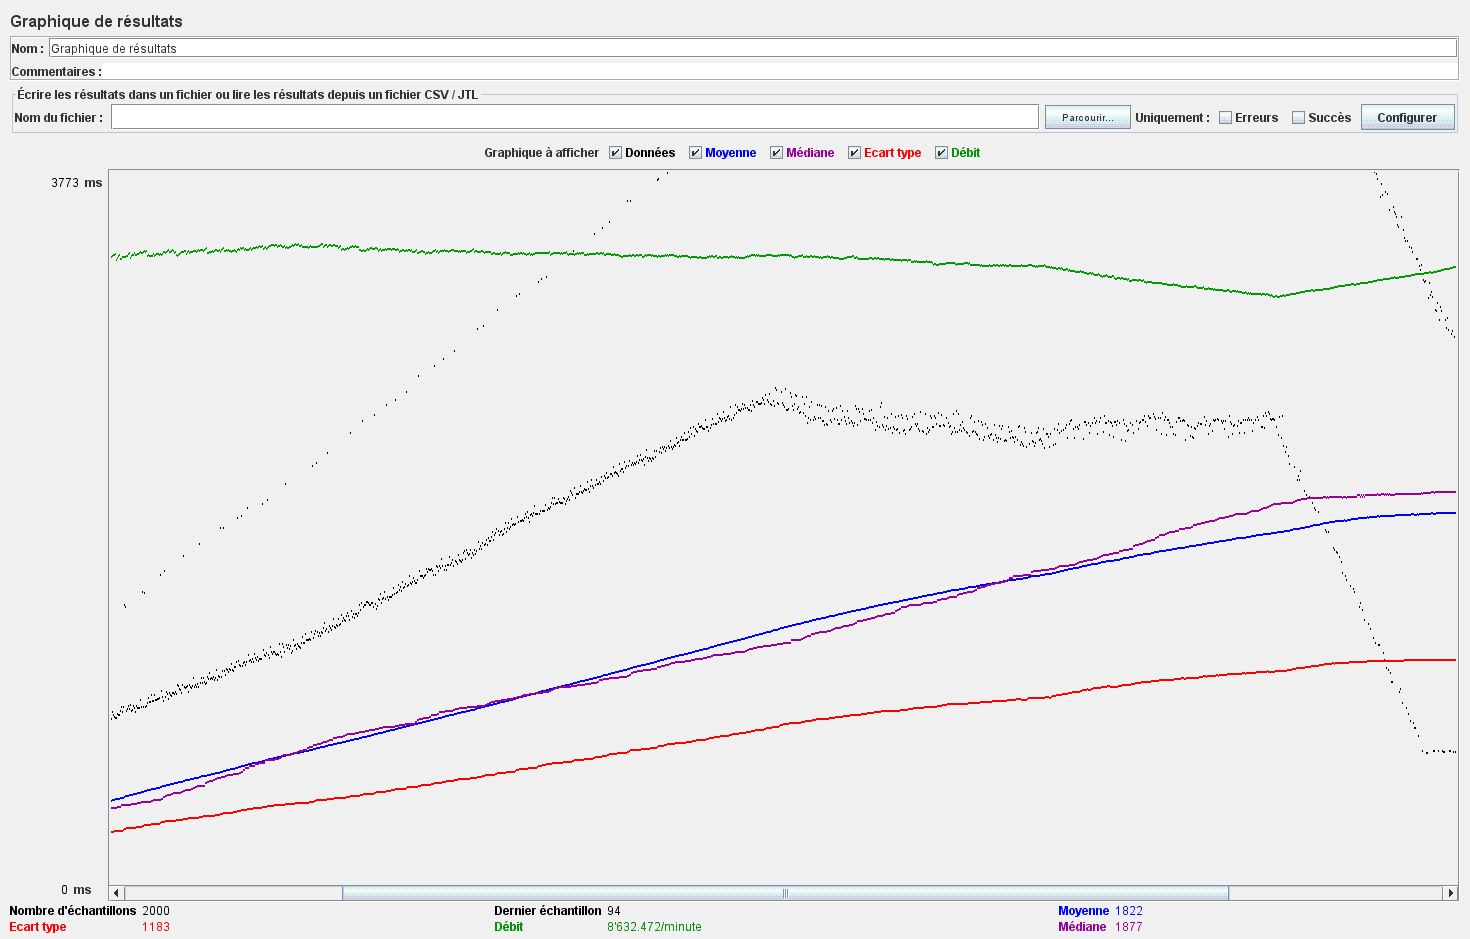 Graphique de résultats
Nom : Graphique de résultats
Commentaires :
Écrire les résultats dans un fichier ou lire les résultats depuis un fichier CSV / JTL
Nom du fichier : Parcourir... Uniquement : Erreurs Succès Configurer
Graphique à afficher Données Moyenne Médiane Ecart type Débit
3773 ms
0 ms
Nombre d'échantillons 2000 Dernier échantillon 94 Moyenne 1822
Ecart type 1183 Débit 8'632.472/minute Médiane 1877